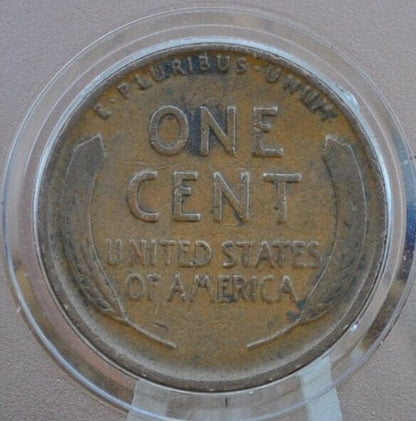 E·PLURIBUS·UNUM
ONE
CENT
UNITED STATES
OF AMERICA